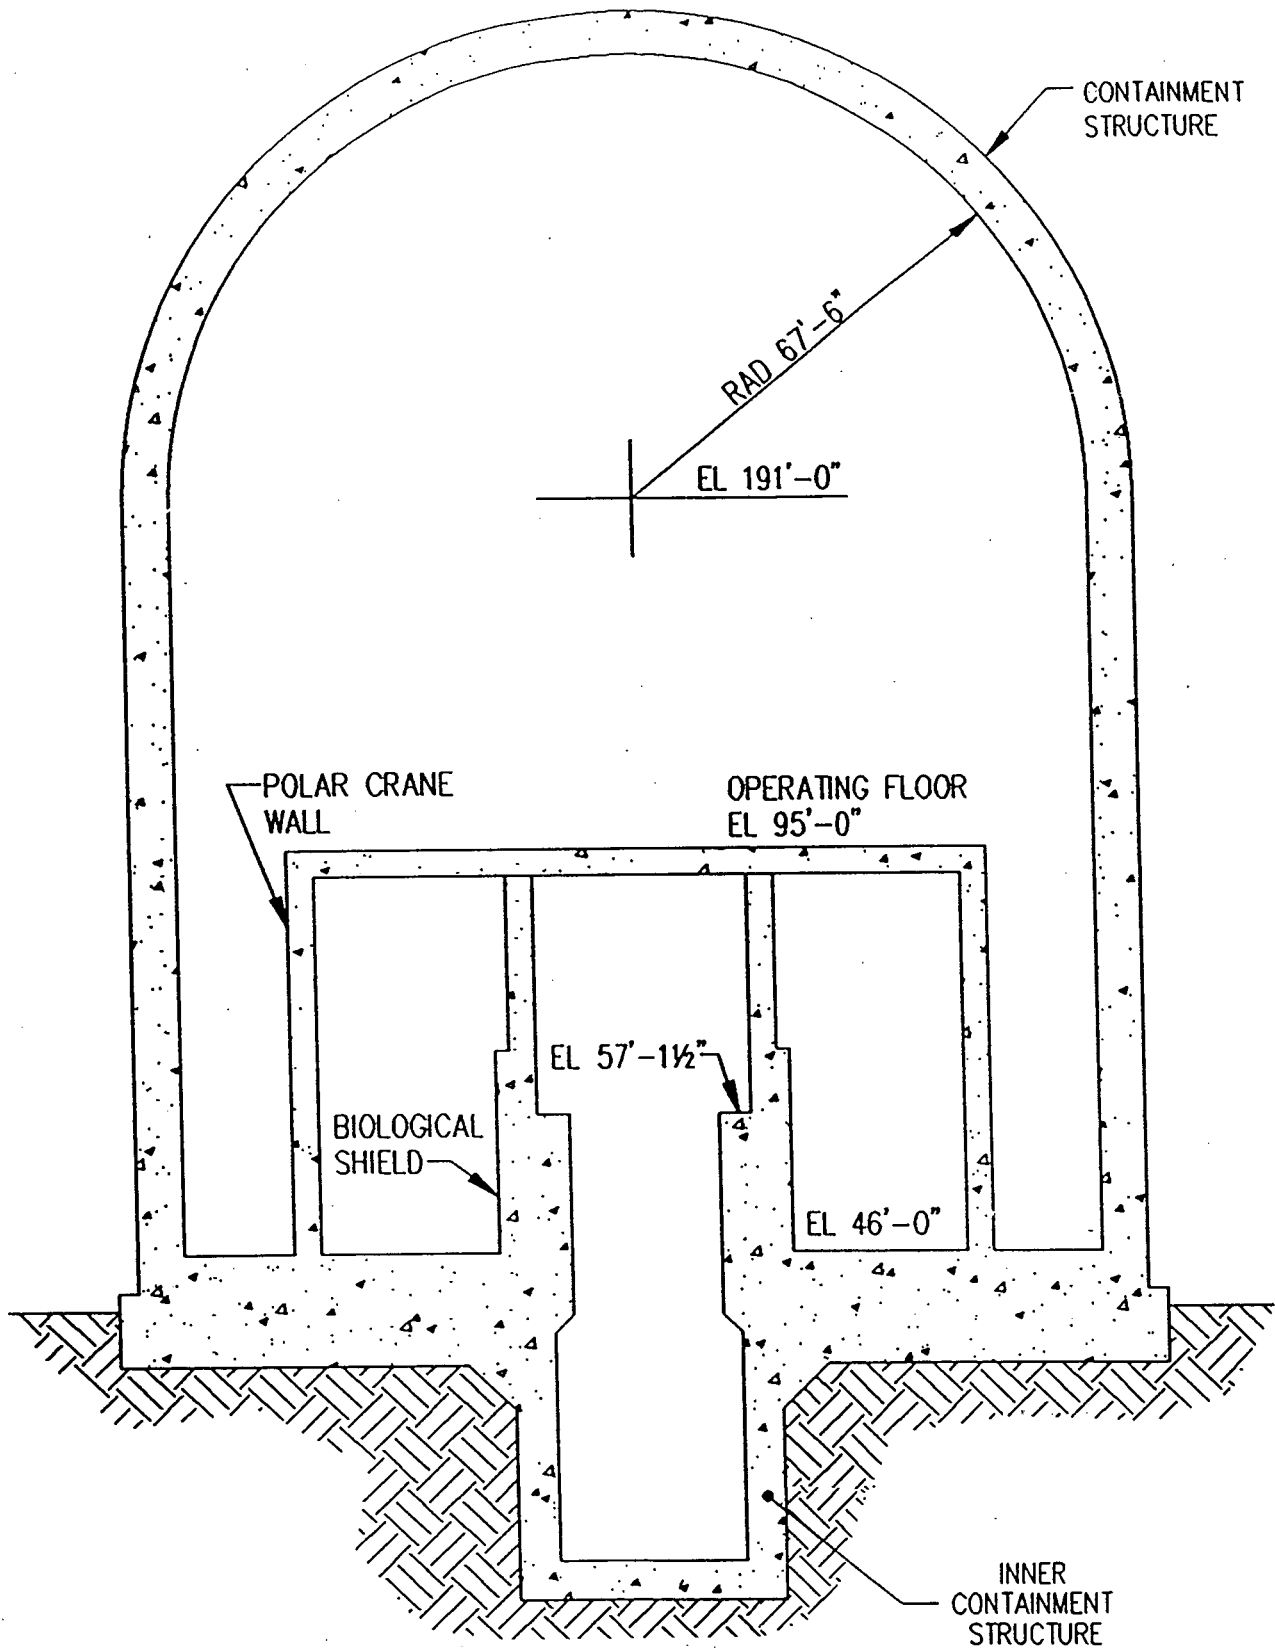 CONTAINMENT
STRUCTURE
RAD 67'-6"
EL 191'-0"
POLAR CRANE
WALL
OPERATING FLOOR
EL 95'-0"
EL 57'-1½"
BIOLOGICAL
SHIELD
EL 46'-0"
INNER
CONTAINMENT
STRUCTURE